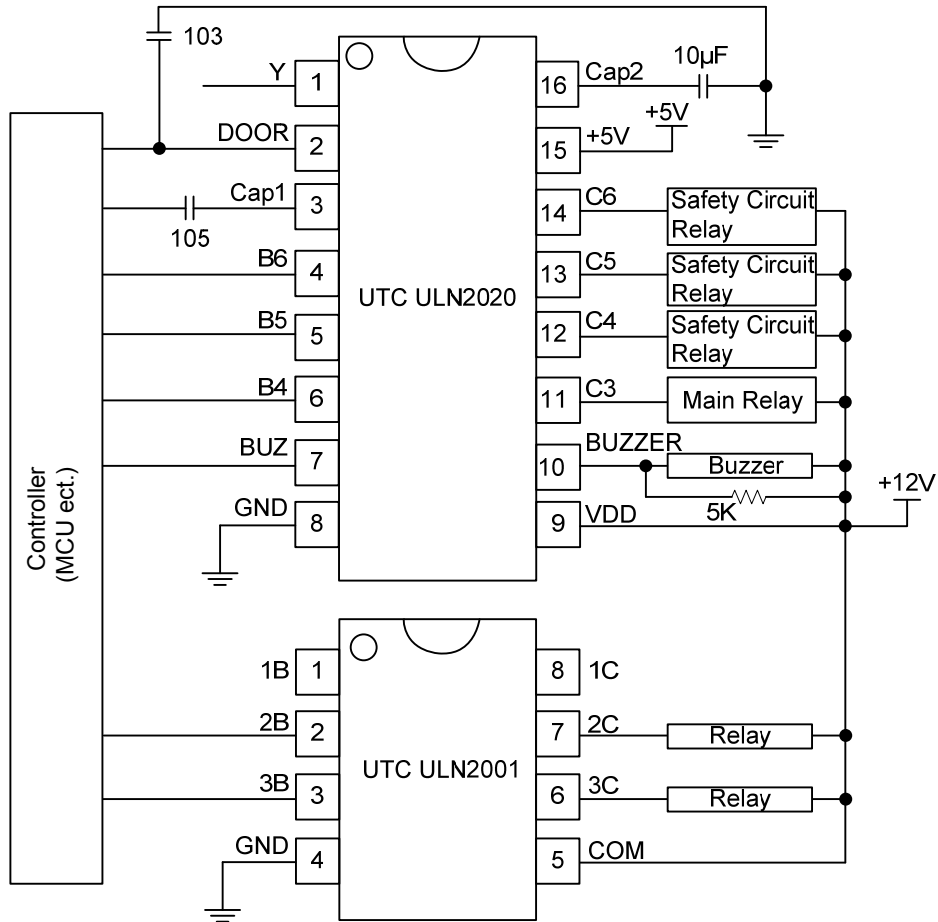 103
10µF
Y
1
16
Cap2
+5V
DOOR
2
15
+5V
Cap1
3
105
14
C6
Safety Circuit
Relay
B6
4
13
C5
Safety Circuit
Relay
UTC ULN2020
B5
5
12
C4
Safety Circuit
Relay
B4
6
11
C3
Main Relay
BUZ
7
10
BUZZER
Buzzer
5K
+12V
GND
8
9
VDD
Controller
(MCU ect.)
1B
1
8
1C
2B
2
7
2C
Relay
UTC ULN2001
3B
3
6
3C
Relay
GND
4
5
COM